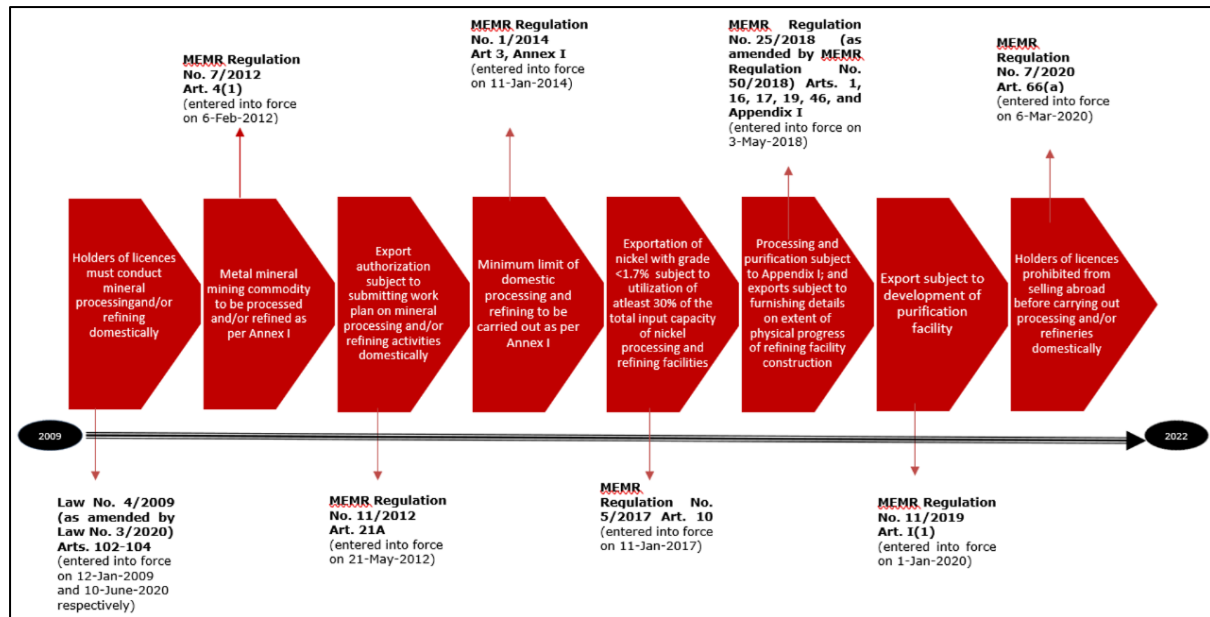 MEMR Regulation
No. 7/2012
Art. 4(1)
(entered into force
on 6-Feb-2012)
MEMR Regulation
No. 1/2014
Art 3, Annex I
(entered into force
on 11-Jan-2014)
MEMR Regulation
No. 25/2018 (as
amended by MEMR
Regulation No.
50/2018) Arts. 1,
16, 17, 19, 46, and
Appendix I
(entered into force on
3-May-2018)
MEMR
Regulation No.
7/2020
Art. 66(a)
(entered into force on
6-Mar-2020)
Holders of licences
must conduct
mineral
processingand/or
refining
domestically
Metal mineral
mining commodity
to be processed
and/or refined as
per Annex I
Export
authorization
subject to
submitting work
plan on mineral
processing and/or
refining activities
domestically
Minimum limit of
domestic
processing and
refining to be
carried out as per
Annex I
Exportation of
nickel with grade
<1.7% subject to
utilization of
atleast 30% of the
total input capacity
of nickel
processing and
refining facilities
Processing and
purification subject
to Appendix I; and
exports subject to
furnishing details
on extent of
physical progress
of refining facility
construction
Export subject to
development of
purification
facility
Holders of licences
prohibited from
selling abroad
before carrying out
processing and/or
refineries
domestically
2009
2022
Law No. 4/2009
(as amended by
Law No. 3/2020)
Arts. 102-104
(entered into force
on 12-Jan-2009
and 10-June-2020
respectively)
MEMR Regulation
No. 11/2012
Art. 21A
(entered into force
on 21-May-2012)
MEMR
Regulation No.
5/2017 Art. 10
(entered into force
on 11-Jan-2017)
MEMR Regulation
No. 11/2019
Art. I(1)
(entered into force
on 1-Jan-2020)